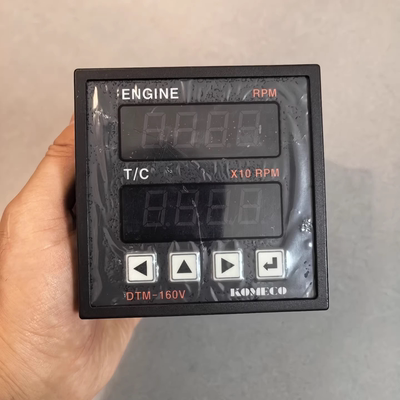 ENGINE RPM
T/C X10 RPM
DTM-160V KOMECO